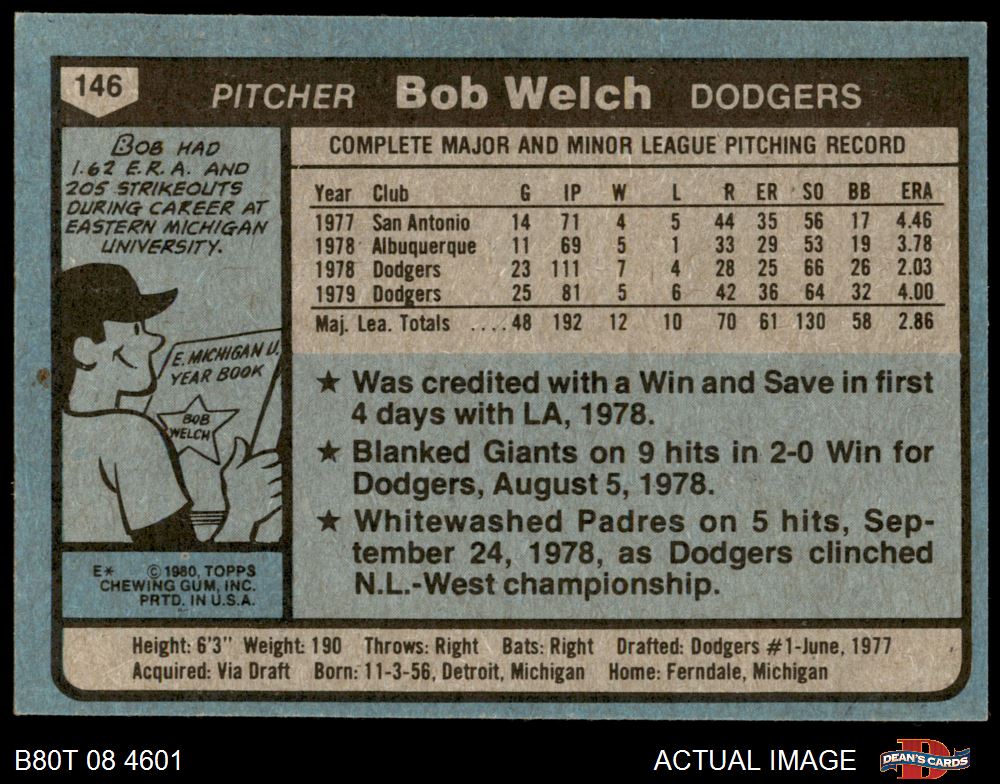 146
PITCHER Bob Welch DODGERS
BOB HAD
1.62 E.R.A. AND
205 STRIKEOUTS
DURING CAREER AT
EASTERN MICHIGAN
UNIVERSITY.
E. MICHIGAN U.
YEAR BOOK
BOB
WELCH
E* © 1980, TOPPS
CHEWING GUM, INC.
PRTD. IN U.S.A.
COMPLETE MAJOR AND MINOR LEAGUE PITCHING RECORD
Year Club G IP W L R ER SO BB ERA
1977 San Antonio 14 71 4 5 44 35 56 17 4.46
1978 Albuquerque 11 69 5 1 33 29 53 19 3.78
1978 Dodgers 23 111 7 4 28 25 66 26 2.03
1979 Dodgers 25 81 5 6 42 36 64 32 4.00
Maj. Lea. Totals ....48 192 12 10 70 61 130 58 2.86
★ Was credited with a Win and Save in first
4 days with LA, 1978.
★ Blanked Giants on 9 hits in 2-0 Win for
Dodgers, August 5, 1978.
★ Whitewashed Padres on 5 hits, Sep-
tember 24, 1978, as Dodgers clinched
N.L.-West championship.
Height: 6'3" Weight: 190 Throws: Right Bats: Right Drafted: Dodgers #1-June, 1977
Acquired: Via Draft Born: 11-3-56, Detroit, Michigan Home: Ferndale, Michigan
B80T 08 4601
ACTUAL IMAGE
DEAN'S CARDS